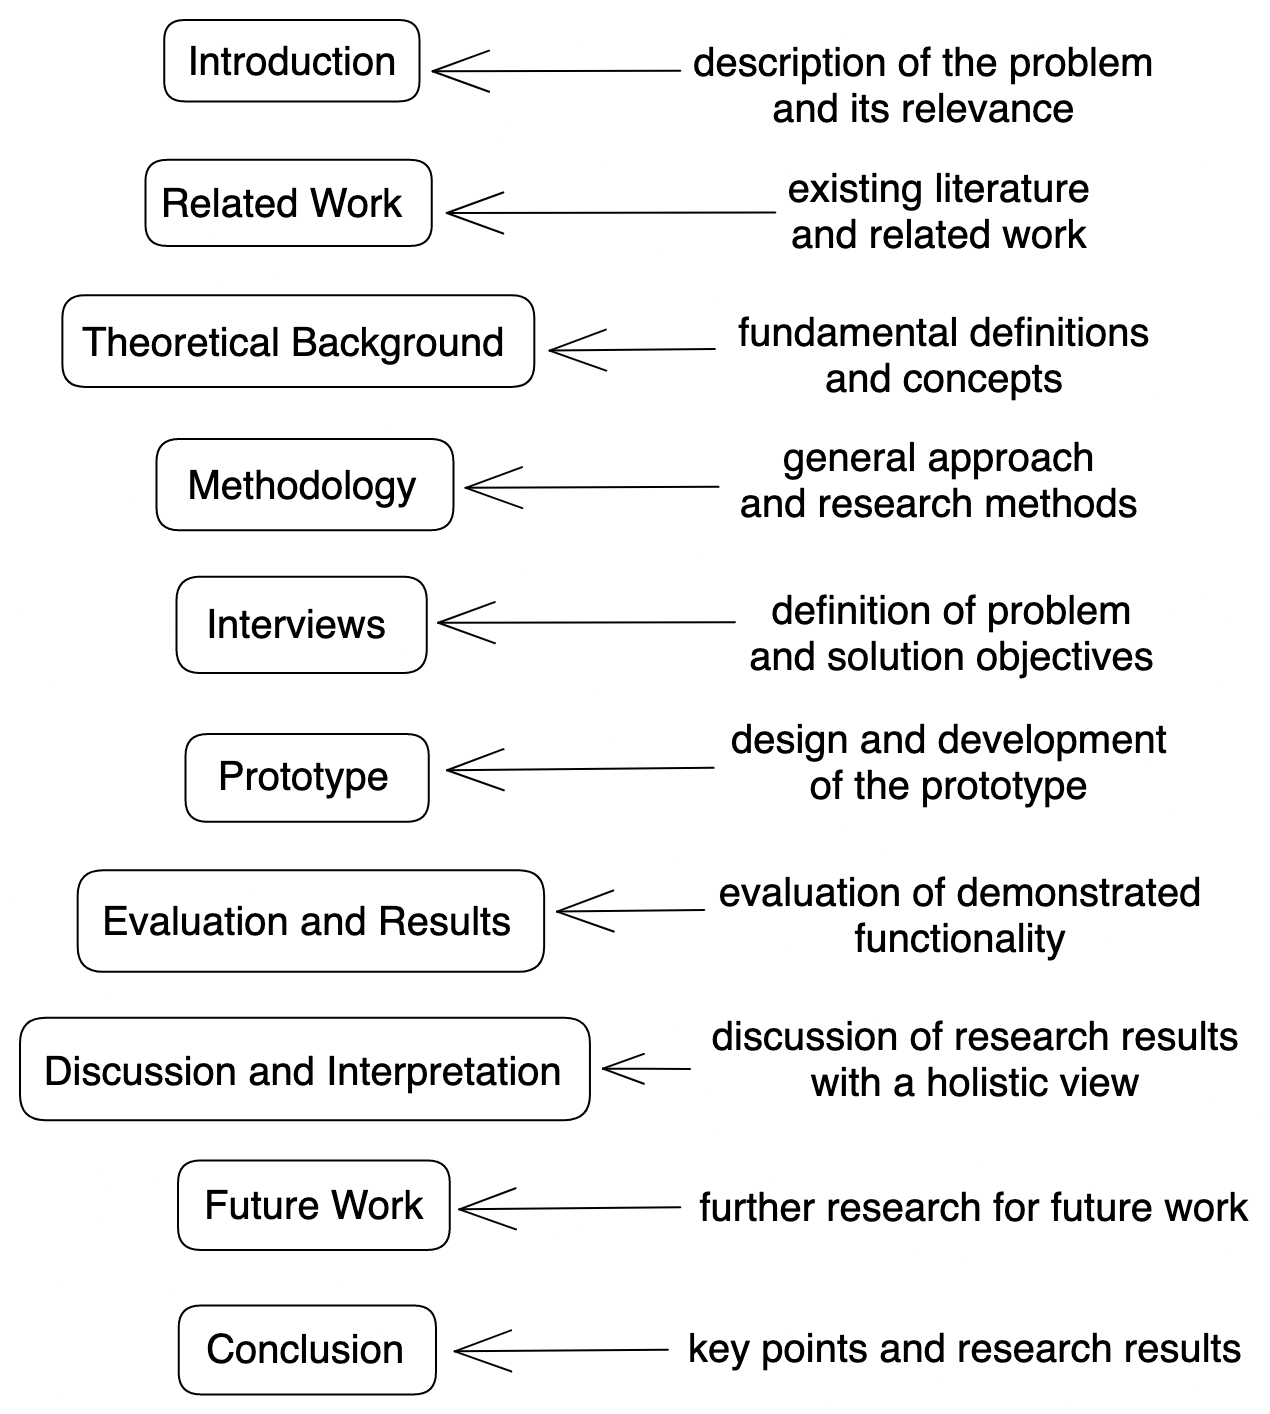 Introduction
description of the problem
and its relevance
Related Work
existing literature
and related work
Theoretical Background
fundamental definitions
and concepts
Methodology
general approach
and research methods
Interviews
definition of problem
and solution objectives
Prototype
design and development
of the prototype
Evaluation and Results
evaluation of demonstrated
functionality
Discussion and Interpretation
discussion of research results
with a holistic view
Future Work
further research for future work
Conclusion
key points and research results